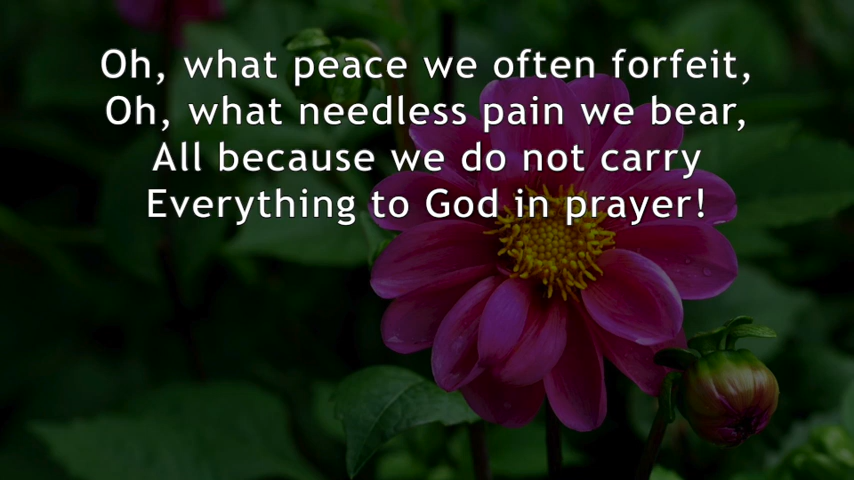 Oh, what peace we often forfeit,
Oh, what needless pain we bear,
All because we do not carry
Everything to God in prayer!